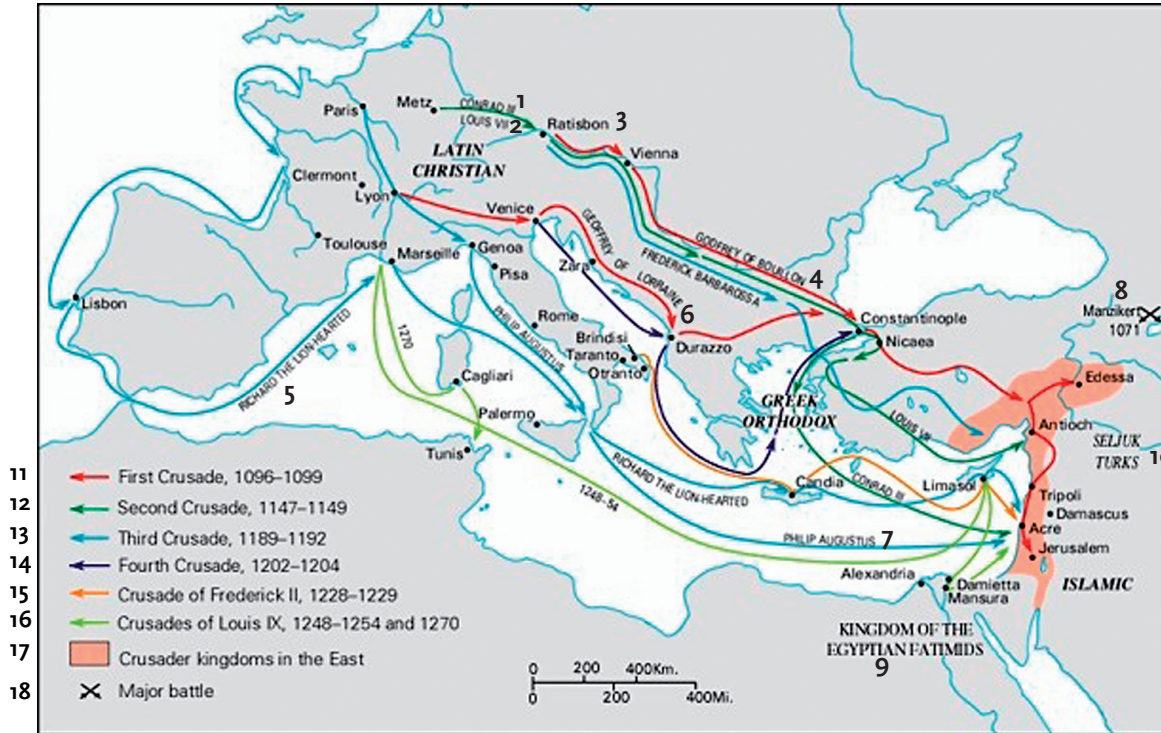 Metz
CONRAD III 1
LOUIS VII 2
Paris
Ratisbon 3
Vienna
LATIN
CHRISTIAN
Clermont
Lyon
Venice
GEOFFREY OF LORRAINE
GODFREY OF BOUILLON 4
FREDERICK BARBAROSSA
Toulouse
Marseille
Genoa
Pisa
Zara
Lisbon
RICHARD THE LION-HEARTED
5
1270
PHILIP AUGUSTUS
Rome
6
Durazzo
Brindisi
Taranto
Otranto
Constantinople
Nicaea
8
Manzikert
1071
Edessa
Cagliari
Palermo
Tunis
GREEK
ORTHODOX
LOUIS VII
Antioch
SELJUK
TURKS
RICHARD THE LION-HEARTED
Candia
CONRAD III
Limasol
Tripoli
Damascus
Acre
Jerusalem
1248–54
PHILIP AUGUSTUS 7
Alexandria
Damietta
Mansura
ISLAMIC
KINGDOM OF THE
EGYPTIAN FATIMIDS
9
11 First Crusade, 1096–1099
12 Second Crusade, 1147–1149
13 Third Crusade, 1189–1192
14 Fourth Crusade, 1202–1204
15 Crusade of Frederick II, 1228–1229
16 Crusades of Louis IX, 1248–1254 and 1270
17 Crusader kingdoms in the East
18 Major battle
0 200 400Km.
0 200 400Mi.